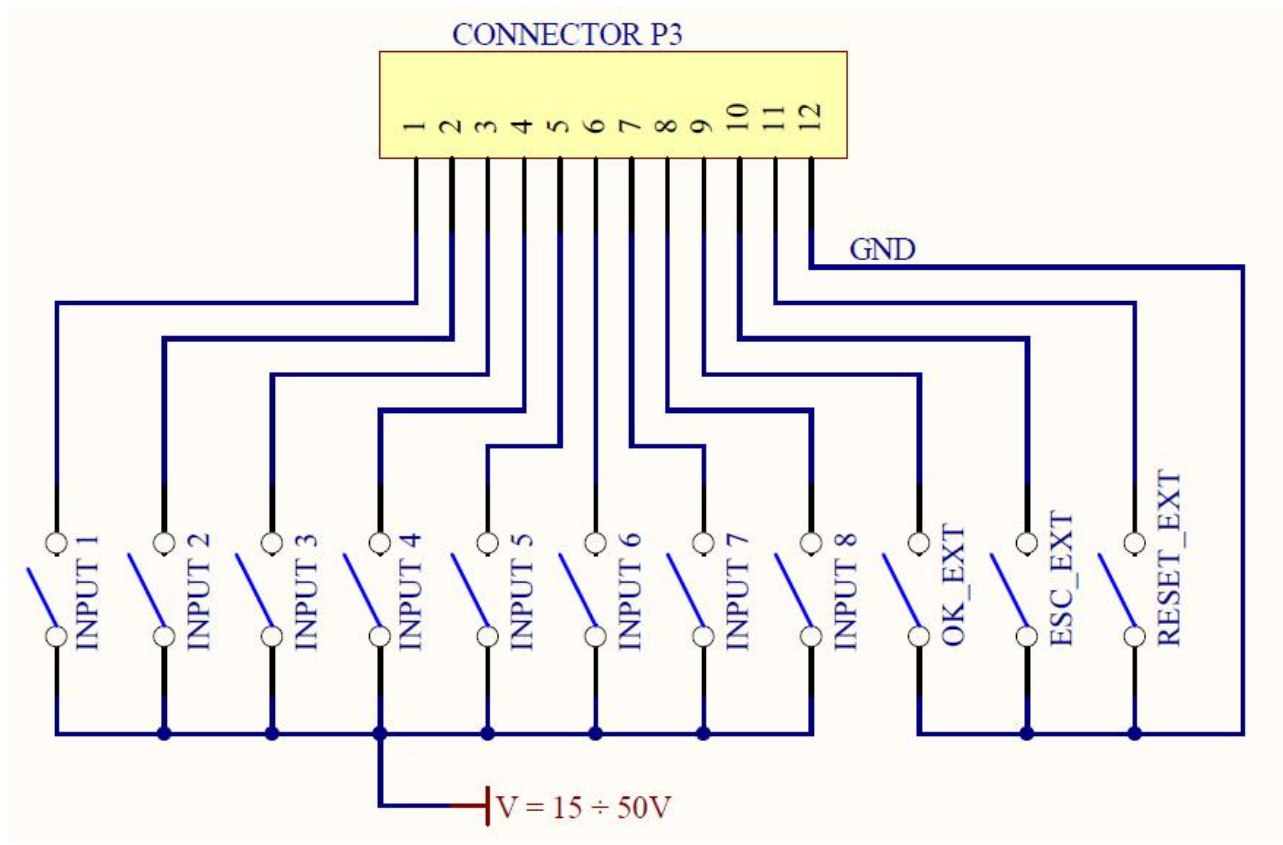 CONNECTOR P3
1
2
3
4
5
6
7
8
9
10
11
12
GND
INPUT 1
INPUT 2
INPUT 3
INPUT 4
INPUT 5
INPUT 6
INPUT 7
INPUT 8
OK_EXT
ESC_EXT
RESET_EXT
V = 15 ÷ 50V